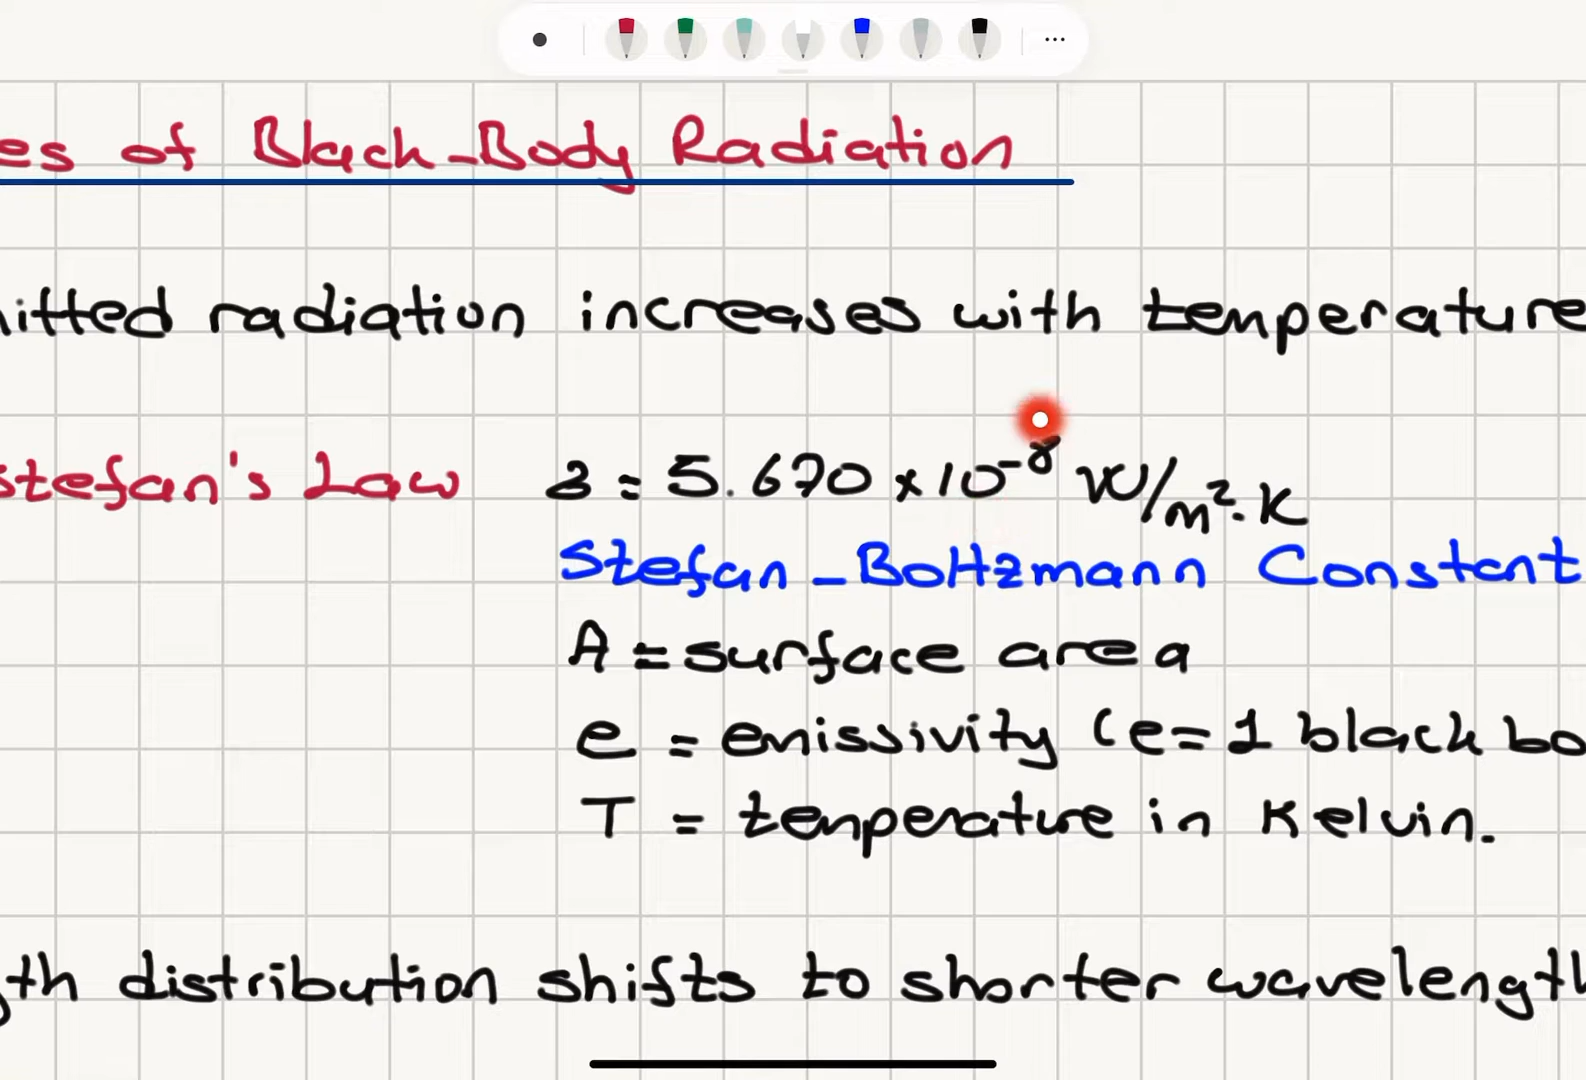 es of Black-Body Radiation
itted radiation increases with temperature
stefan's Law
σ = 5.670 x 10⁻⁸ W/m².K
Stefan-Boltzmann Constant
A = surface area
e = emissivity (e= 1 black bo
T = temperature in Kelvin.
gth distribution shifts to shorter wavelength